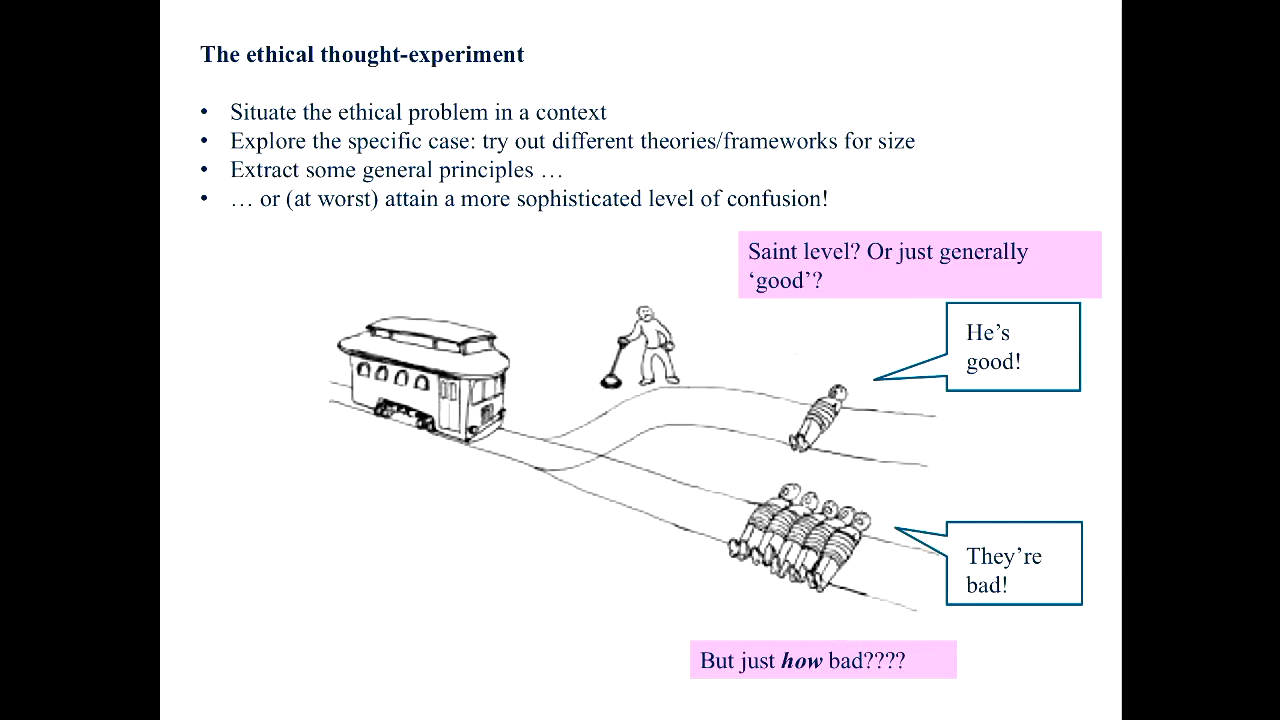 The ethical thought-experiment
• Situate the ethical problem in a context
• Explore the specific case: try out different theories/frameworks for size
• Extract some general principles …
• … or (at worst) attain a more sophisticated level of confusion!
Saint level? Or just generally
‘good’?
He’s
good!
They’re
bad!
But just how bad????